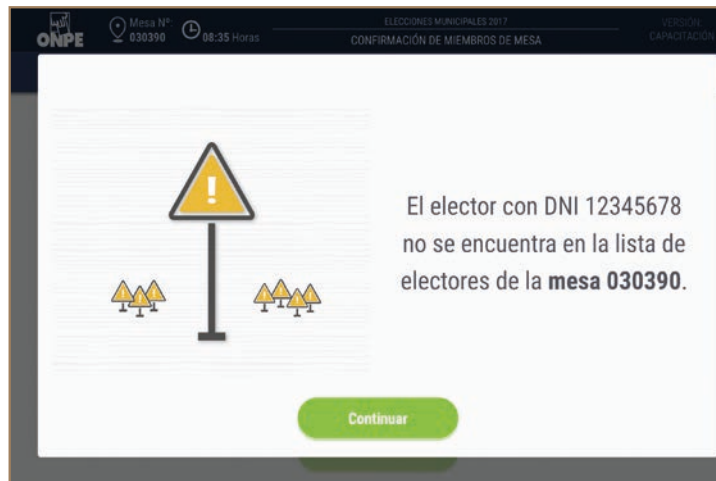 ONPE
Mesa Nº:
030390
08:35 Horas
ELECCIONES MUNICIPALES 2017
CONFIRMACIÓN DE MIEMBROS DE MESA
VERSIÓN
CAPACITACIÓN
El elector con DNI 12345678
no se encuentra en la lista de
electores de la mesa 030390.
Continuar